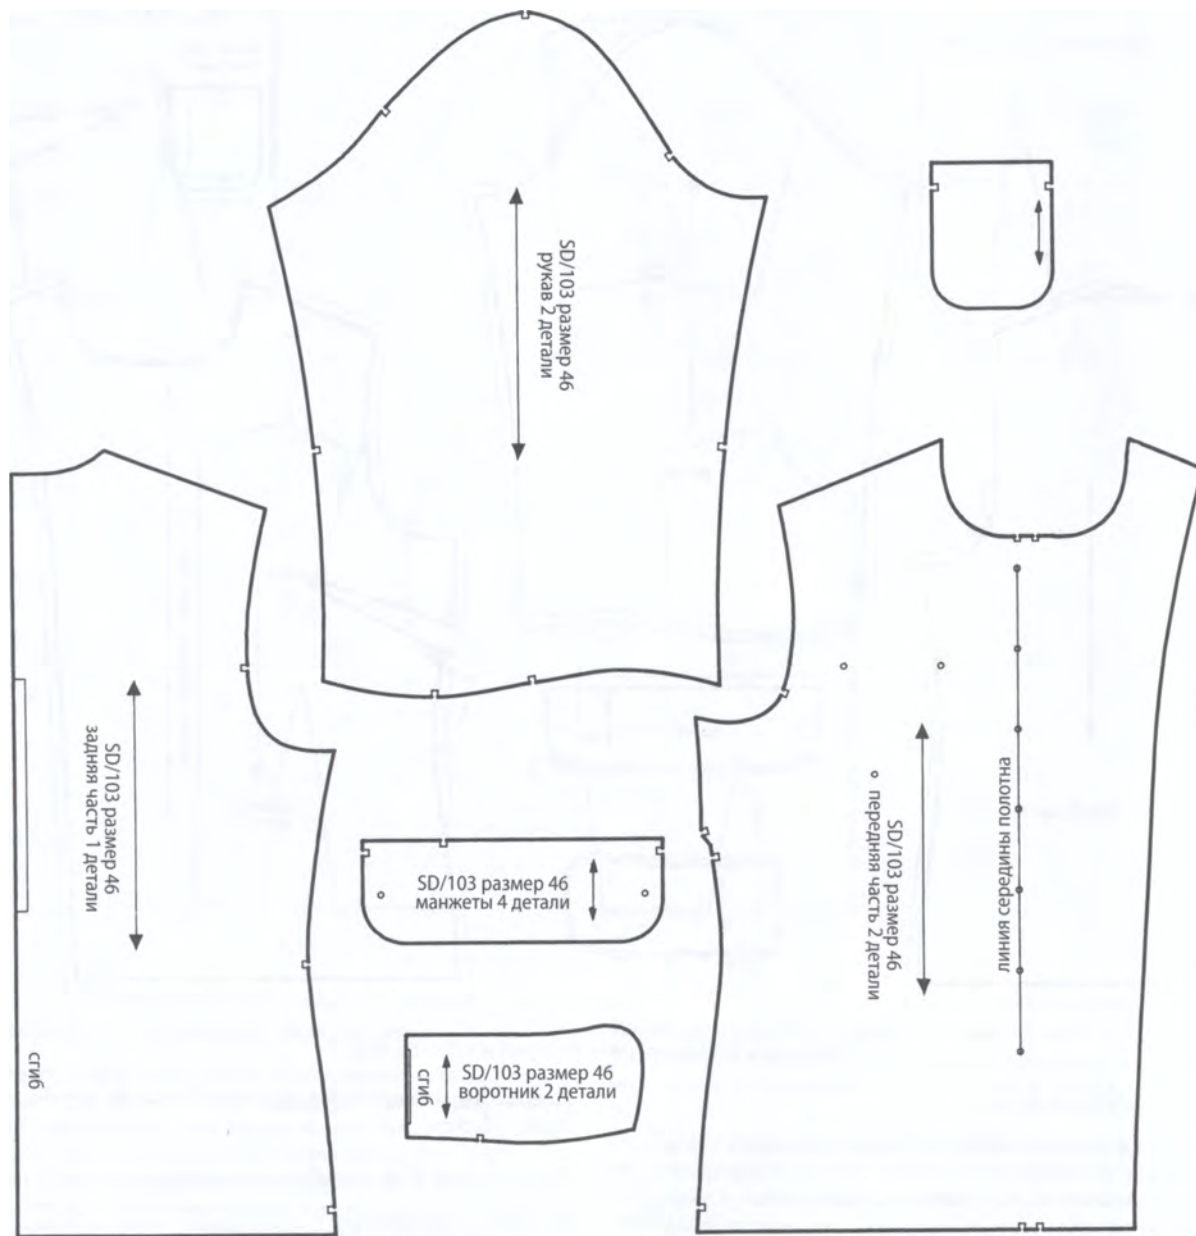 SD/103 размер 46
рукав 2 детали
SD/103 размер 46
задняя часть 1 детали
сгиб
SD/103 размер 46
манжеты 4 детали
SD/103 размер 46
воротник 2 детали
сгиб
SD/103 размер 46
передняя часть 2 детали
линия середины полотна